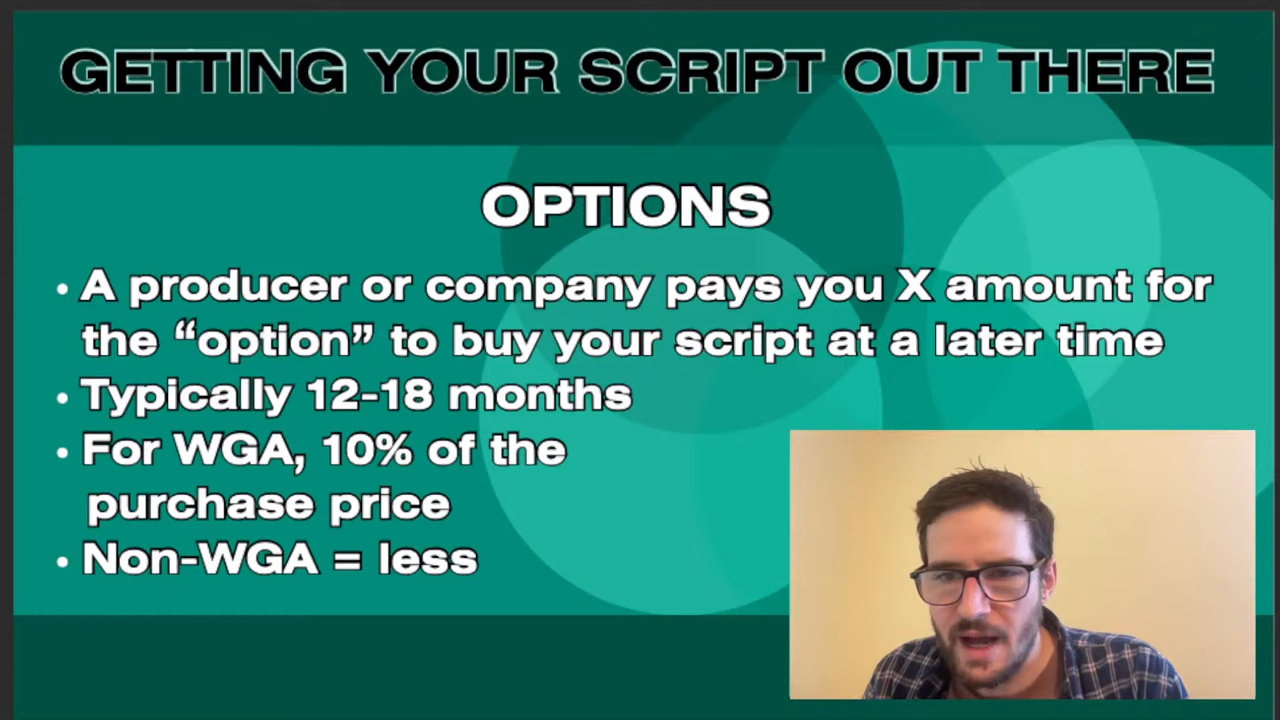 GETTING YOUR SCRIPT OUT THERE
OPTIONS
• A producer or company pays you X amount for
the “option” to buy your script at a later time
• Typically 12-18 months
• For WGA, 10% of the
purchase price
• Non-WGA = less